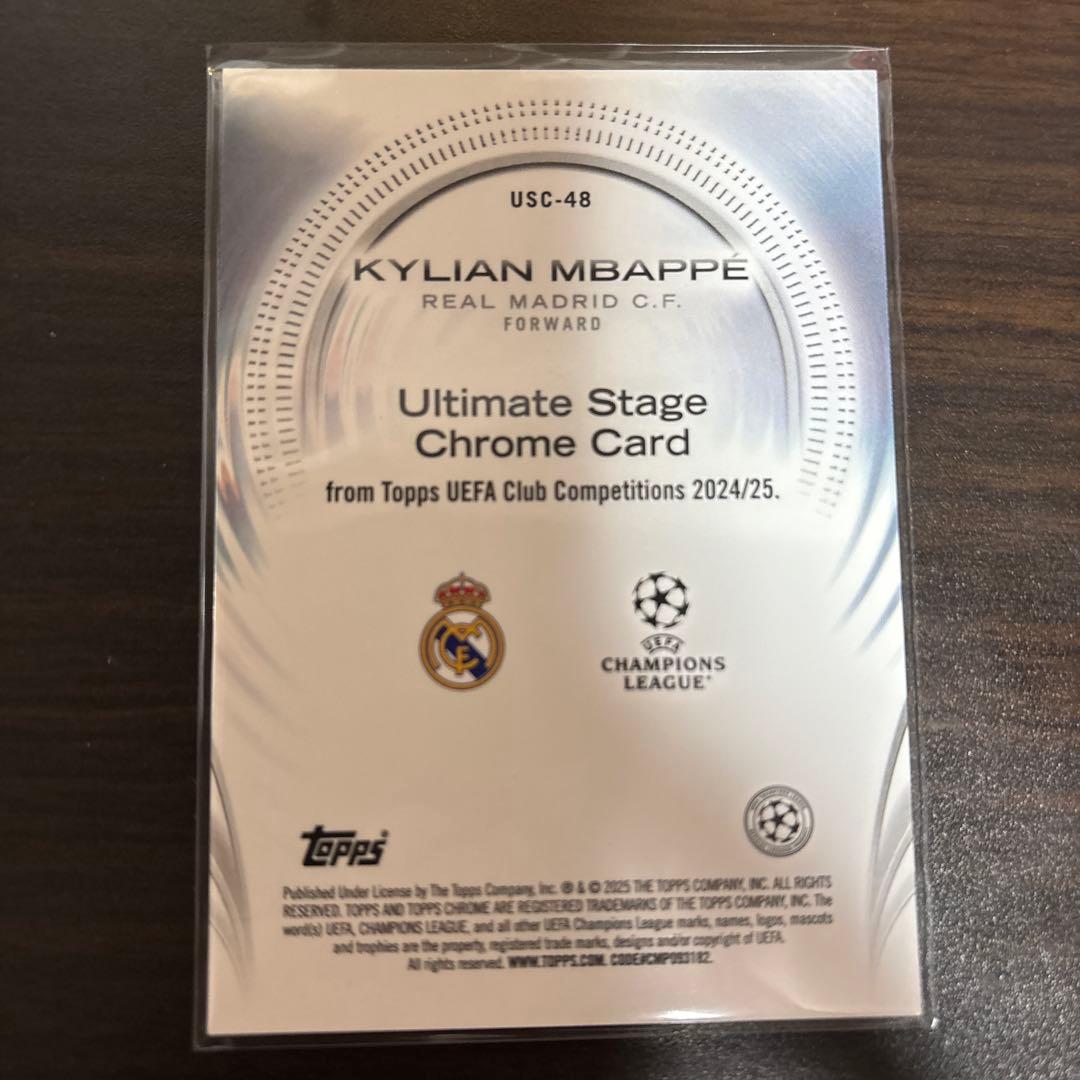 USC-48
KYLIAN MBAPPÉ
REAL MADRID C.F.
FORWARD
Ultimate Stage
Chrome Card
from Topps UEFA Club Competitions 2024/25.
UEFA
CHAMPIONS
LEAGUE®
Topps®
Published Under License by The Topps Company, Inc. ® & © 2025 THE TOPPS COMPANY, INC. ALL RIGHTS
RESERVED. TOPPS AND TOPPS CHROME ARE REGISTERED TRADEMARKS OF THE TOPPS COMPANY, INC. The
word(s) UEFA, CHAMPIONS LEAGUE, and all other UEFA Champions League marks, names, logos, mascots
and trophies are the property, registered trade marks, designs and/or copyright of UEFA.
All rights reserved. WWW.TOPPS.COM. CODE#CMP093182.